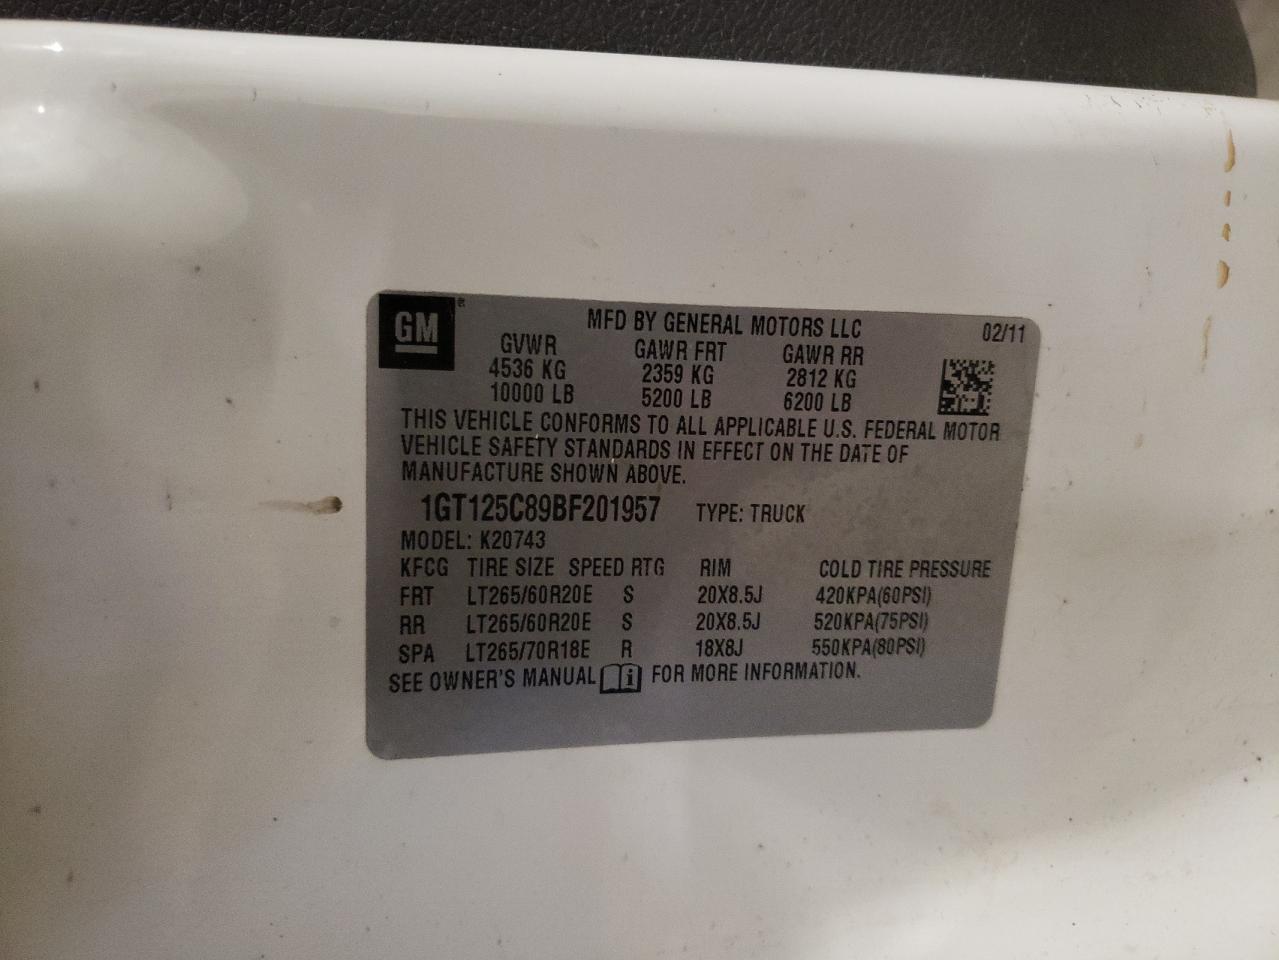 GM®
MFD BY GENERAL MOTORS LLC 02/11
GVWR GAWR FRT GAWR RR
4536 KG 2359 KG 2812 KG
10000 LB 5200 LB 6200 LB
THIS VEHICLE CONFORMS TO ALL APPLICABLE U.S. FEDERAL MOTOR
VEHICLE SAFETY STANDARDS IN EFFECT ON THE DATE OF
MANUFACTURE SHOWN ABOVE.
1GT125C89BF201957 TYPE: TRUCK
MODEL: K20743
KFCG TIRE SIZE SPEED RTG RIM COLD TIRE PRESSURE
FRT LT265/60R20E S 20X8.5J 420KPA(60PSI)
RR LT265/60R20E S 20X8.5J 520KPA(75PSI)
SPA LT265/70R18E R 18X8J 550KPA(80PSI)
SEE OWNER'S MANUAL i FOR MORE INFORMATION.